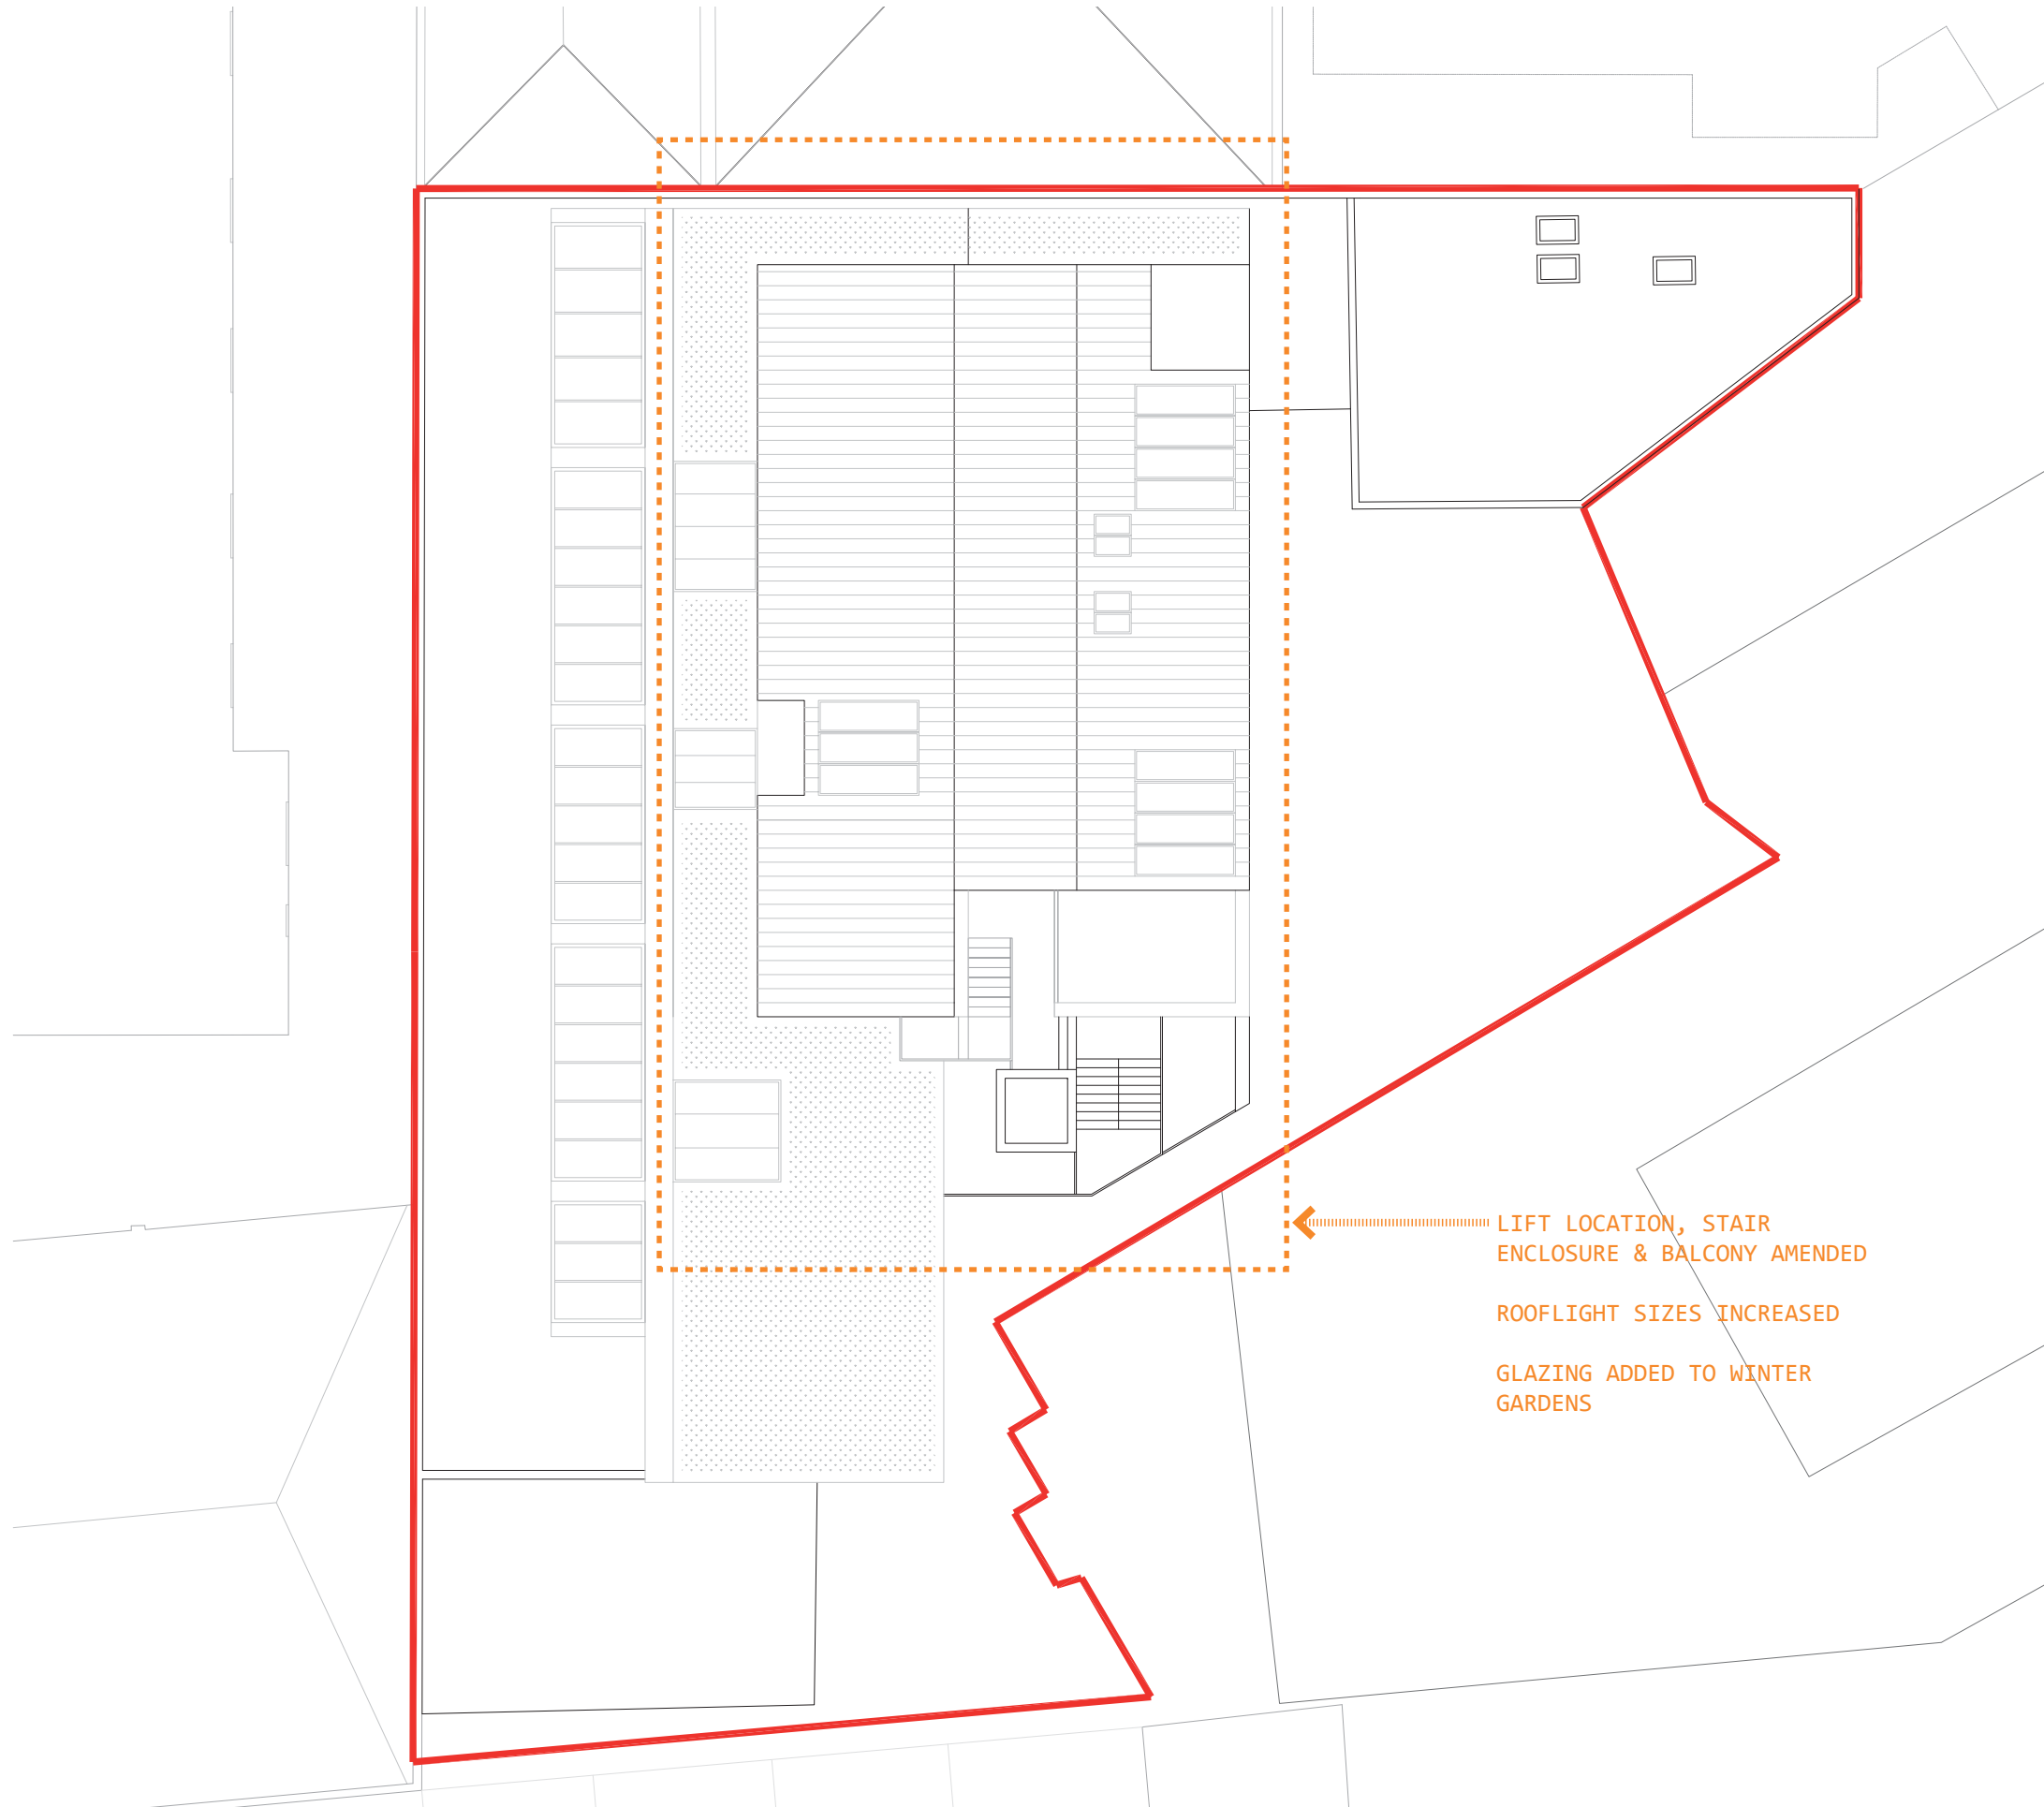 LIFT LOCATION, STAIR
ENCLOSURE & BALCONY AMENDED
ROOFLIGHT SIZES INCREASED
GLAZING ADDED TO WINTER
GARDENS